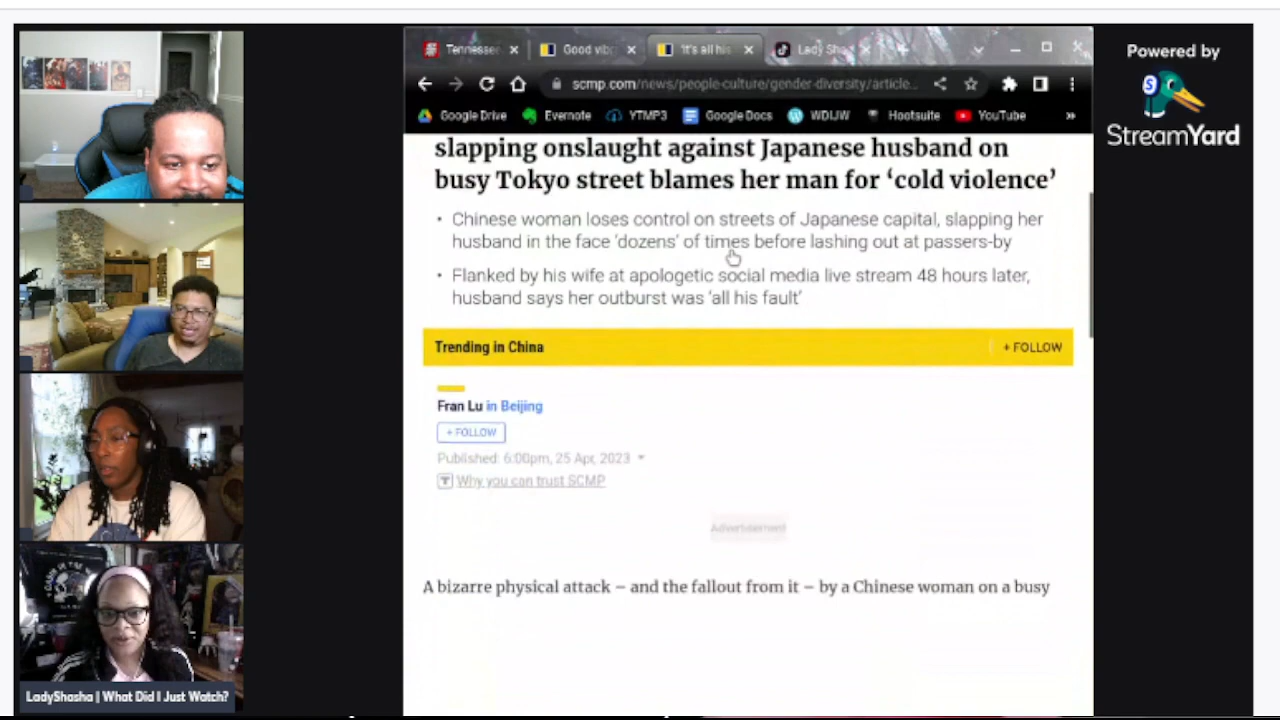 Tennessee
Good vib
'It's all his
Lady Sha
scmp.com/news/people-culture/gender-diversity/article...
Google Drive
Evernote
YTMP3
Google Docs
WDIJW
Hootsuite
YouTube
»
slapping onslaught against Japanese husband on
busy Tokyo street blames her man for ‘cold violence’
• Chinese woman loses control on streets of Japanese capital, slapping her
husband in the face ‘dozens’ of times before lashing out at passers-by
• Flanked by his wife at apologetic social media live stream 48 hours later,
husband says her outburst was ‘all his fault’
Trending in China
+ FOLLOW
Fran Lu in Beijing
+ FOLLOW
Published: 6:00pm, 25 Apr, 2023
Why you can trust SCMP
Advertisement
A bizarre physical attack – and the fallout from it – by a Chinese woman on a busy
Powered by
S
StreamYard
LadyShasha | What Did I Just Watch?